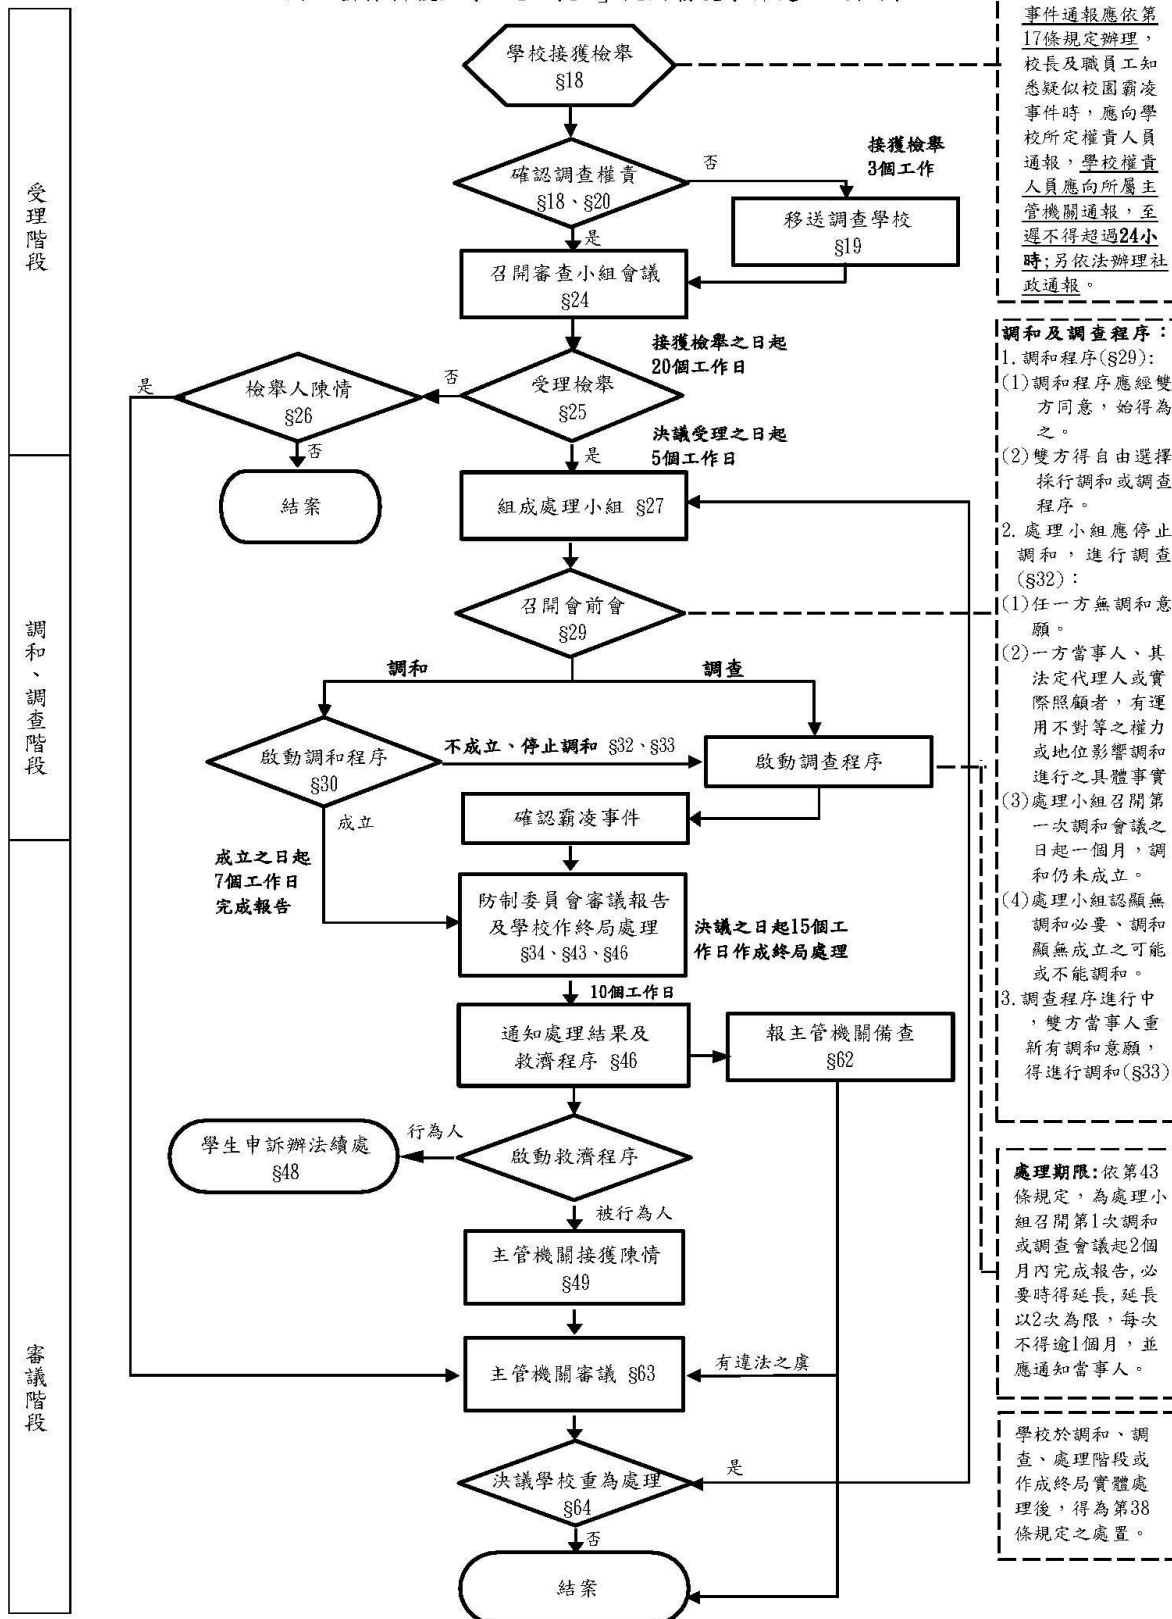 受理階段
調和、調查階段
審議階段
學校接獲檢舉
§18
確認調查權責
§18、§20
否
接獲檢舉
3個工作
移送調查學校
§19
是
召開審查小組會議
§24
接獲檢舉之日起
20個工作日
受理檢舉
§25
否
檢舉人陳情
§26
是
否
結案
決議受理之日起
5個工作日
是
組成處理小組 §27
召開會前會
§29
調和
調查
啟動調和程序
§30
不成立、停止調和 §32、§33
啟動調查程序
成立
確認霸凌事件
成立之日起
7個工作日
完成報告
防制委員會審議報告
及學校作終局處理
§34、§43、§46
決議之日起15個工
作日作成終局處理
10個工作日
通知處理結果及
救濟程序 §46
報主管機關備查
§62
啟動救濟程序
行為人
學生申訴辦法續處
§48
被行為人
主管機關接獲陳情
§49
主管機關審議 §63
有違法之虞
決議學校重為處理
§64
是
否
結案
事件通報應依第
17條規定辦理，
校長及職員工知
悉疑似校園霸凌
事件時，應向學
校所定權責人員
通報，學校權責
人員應向所屬主
管機關通報，至
遲不得超過24小
時;另依法辦理社
政通報。
調和及調查程序：
1.調和程序(§29):
(1)調和程序應經雙
方同意，始得為
之。
(2)雙方得自由選擇
採行調和或調查
程序。
2.處理小組應停止
調和，進行調查
(§32)：
(1)任一方無調和意
願。
(2)一方當事人、其
法定代理人或實
際照顧者，有運
用不對等之權力
或地位影響調和
進行之具體事實
(3)處理小組召開第
一次調和會議之
日起一個月，調
和仍未成立。
(4)處理小組認顯無
調和必要、調和
顯無成立之可能
或不能調和。
3.調查程序進行中
，雙方當事人重
新有調和意願，
得進行調和(§33)
處理期限:依第43
條規定，為處理小
組召開第1次調和
或調查會議起2個
月內完成報告,必
要時得延長,延長
以2次為限，每次
不得逾1個月，並
應通知當事人。
學校於調和、調
查、處理階段或
作成終局實體處
理後，得為第38
條規定之處置。